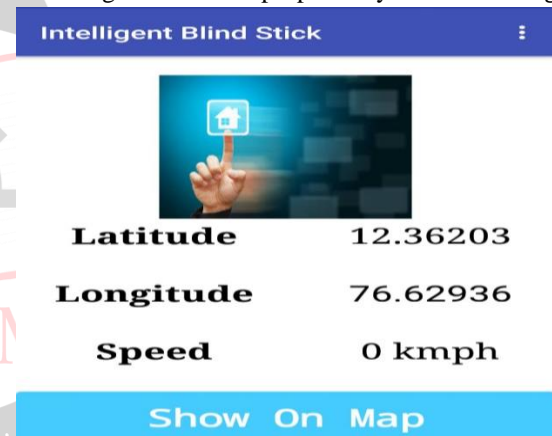 Intelligent Blind Stick
Latitude 12.36203
Longitude 76.62936
Speed 0 kmph
Show On Map